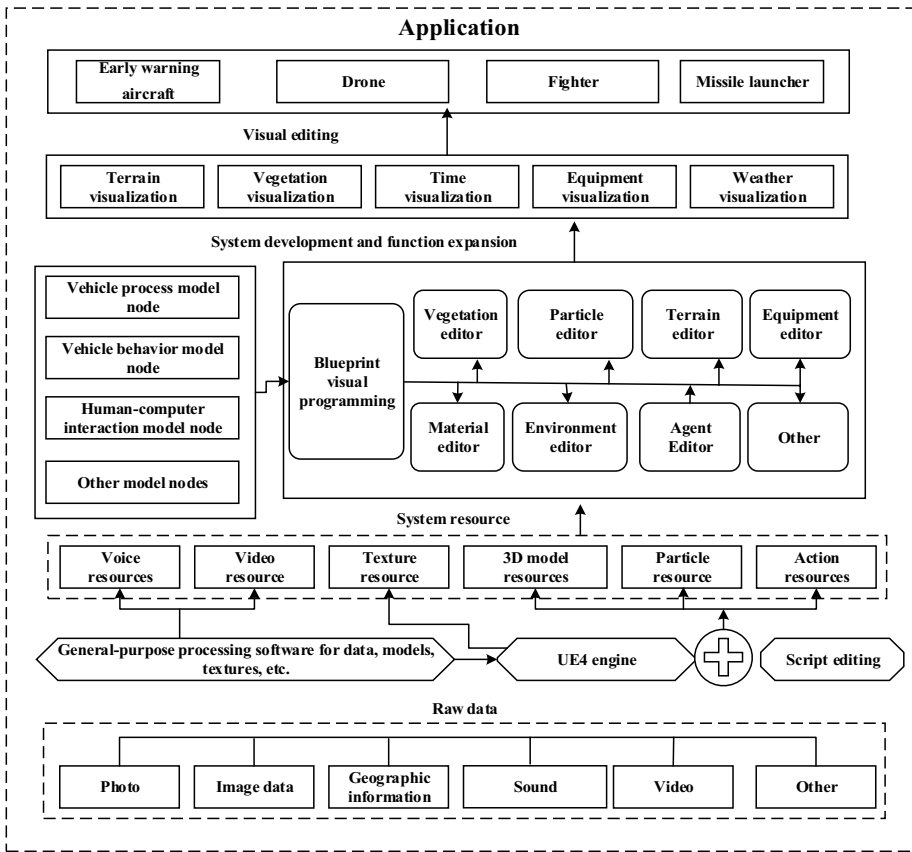 Application
Early warning
aircraft
Drone
Fighter
Missile launcher
Visual editing
Terrain
visualization
Vegetation
visualization
Time
visualization
Equipment
visualization
Weather
visualization
System development and function expansion
Vehicle process model
node
Vehicle behavior model
node
Human-computer
interaction model node
Other model nodes
Blueprint
visual
programming
Vegetation
editor
Particle
editor
Terrain
editor
Equipment
editor
Material
editor
Environment
editor
Agent
Editor
Other
System resource
Voice
resources
Video
resource
Texture
resource
3D model
resources
Particle
resource
Action
resources
General-purpose processing software for data, models,
textures, etc.
UE4 engine
Script editing
Raw data
Photo
Image data
Geographic
information
Sound
Video
Other